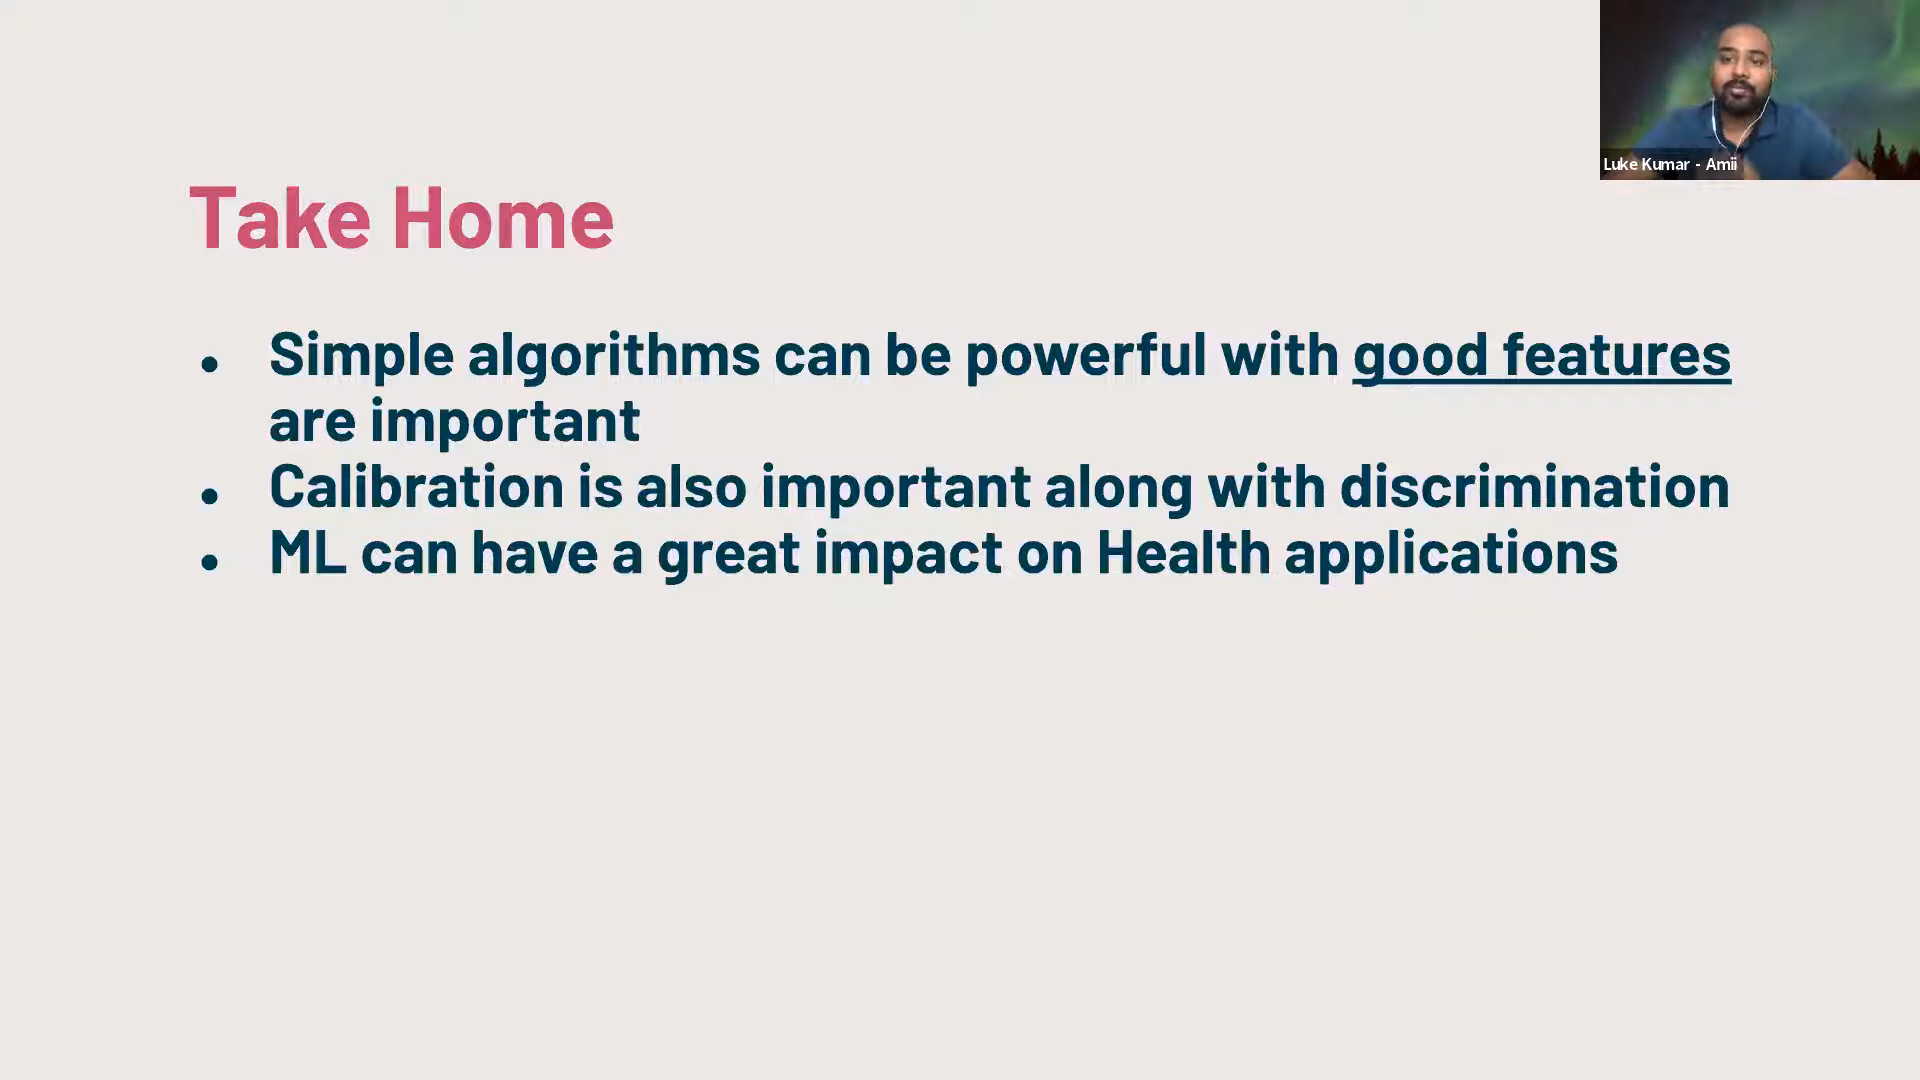 Luke Kumar - Amii
Take Home
• Simple algorithms can be powerful with good features
are important
• Calibration is also important along with discrimination
• ML can have a great impact on Health applications